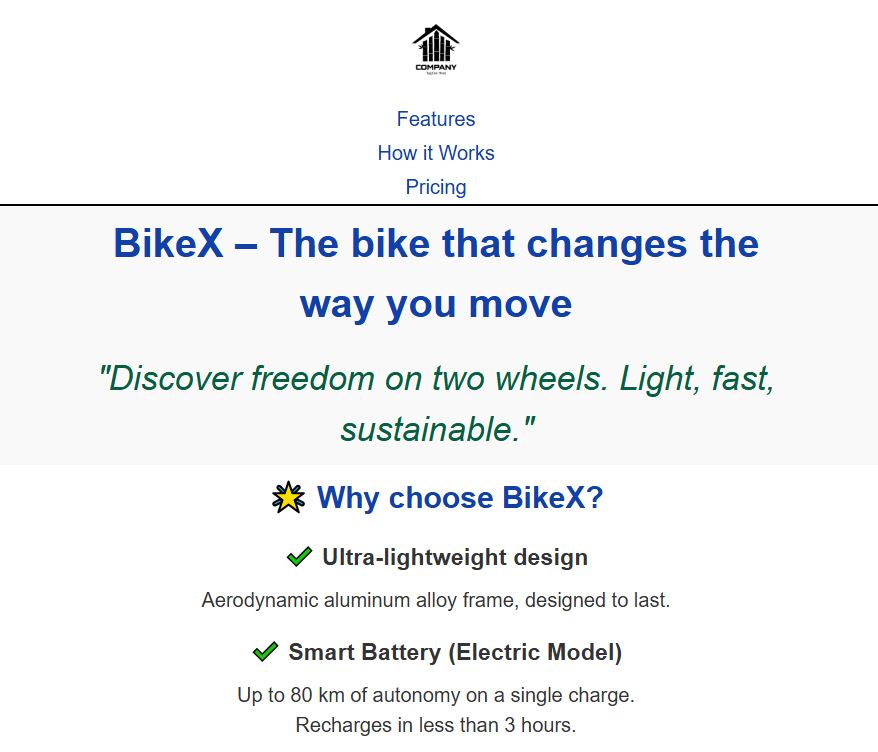 COMPANY
Features
How it Works
Pricing
BikeX – The bike that changes the
way you move
"Discover freedom on two wheels. Light, fast,
sustainable."
Why choose BikeX?
Ultra-lightweight design
Aerodynamic aluminum alloy frame, designed to last.
Smart Battery (Electric Model)
Up to 80 km of autonomy on a single charge.
Recharges in less than 3 hours.